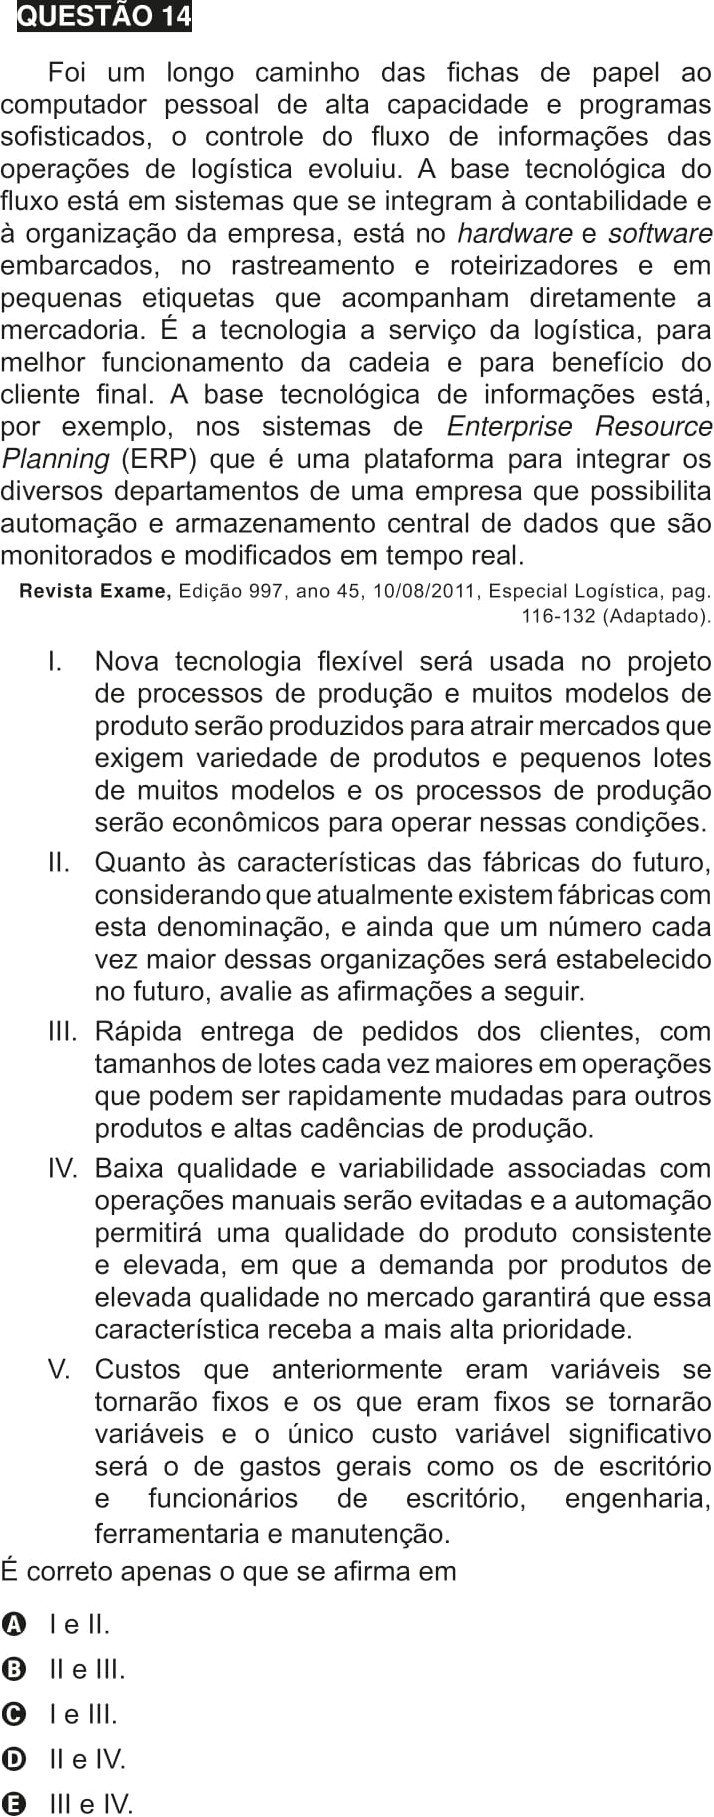 QUESTÃO 14
Foi um longo caminho das fichas de papel ao
computador pessoal de alta capacidade e programas
sofisticados, o controle do fluxo de informações das
operações de logística evoluiu. A base tecnológica do
fluxo está em sistemas que se integram à contabilidade e
à organização da empresa, está no hardware e software
embarcados, no rastreamento e roteirizadores e em
pequenas etiquetas que acompanham diretamente a
mercadoria. É a tecnologia a serviço da logística, para
melhor funcionamento da cadeia e para benefício do
cliente final. A base tecnológica de informações está,
por exemplo, nos sistemas de Enterprise Resource
Planning (ERP) que é uma plataforma para integrar os
diversos departamentos de uma empresa que possibilita
automação e armazenamento central de dados que são
monitorados e modificados em tempo real.
Revista Exame, Edição 997, ano 45, 10/08/2011, Especial Logística, pag.
116-132 (Adaptado).
I. Nova tecnologia flexível será usada no projeto
de processos de produção e muitos modelos de
produto serão produzidos para atrair mercados que
exigem variedade de produtos e pequenos lotes
de muitos modelos e os processos de produção
serão econômicos para operar nessas condições.
II. Quanto às características das fábricas do futuro,
considerando que atualmente existem fábricas com
esta denominação, e ainda que um número cada
vez maior dessas organizações será estabelecido
no futuro, avalie as afirmações a seguir.
III. Rápida entrega de pedidos dos clientes, com
tamanhos de lotes cada vez maiores em operações
que podem ser rapidamente mudadas para outros
produtos e altas cadências de produção.
IV. Baixa qualidade e variabilidade associadas com
operações manuais serão evitadas e a automação
permitirá uma qualidade do produto consistente
e elevada, em que a demanda por produtos de
elevada qualidade no mercado garantirá que essa
característica receba a mais alta prioridade.
V. Custos que anteriormente eram variáveis se
tornarão fixos e os que eram fixos se tornarão
variáveis e o único custo variável significativo
será o de gastos gerais como os de escritório
e funcionários de escritório, engenharia,
ferramentaria e manutenção.
É correto apenas o que se afirma em
A I e II.
B II e III.
C I e III.
D II e IV.
E III e IV.